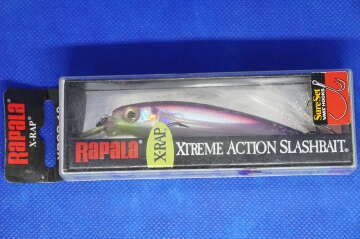 RAPALA
X-RAP®
RAPALA
X-RAP
XTREME ACTION SLASHBAIT®
SureSet